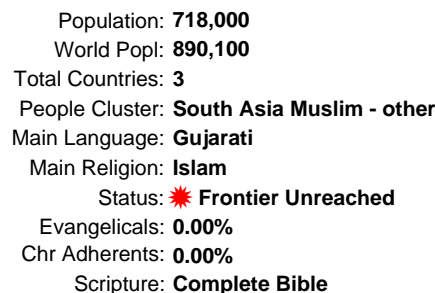 Population: 718,000
World Popl: 890,100
Total Countries: 3
People Cluster: South Asia Muslim - other
Main Language: Gujarati
Main Religion: Islam
Status: Frontier Unreached
Evangelicals: 0.00%
Chr Adherents: 0.00%
Scripture: Complete Bible